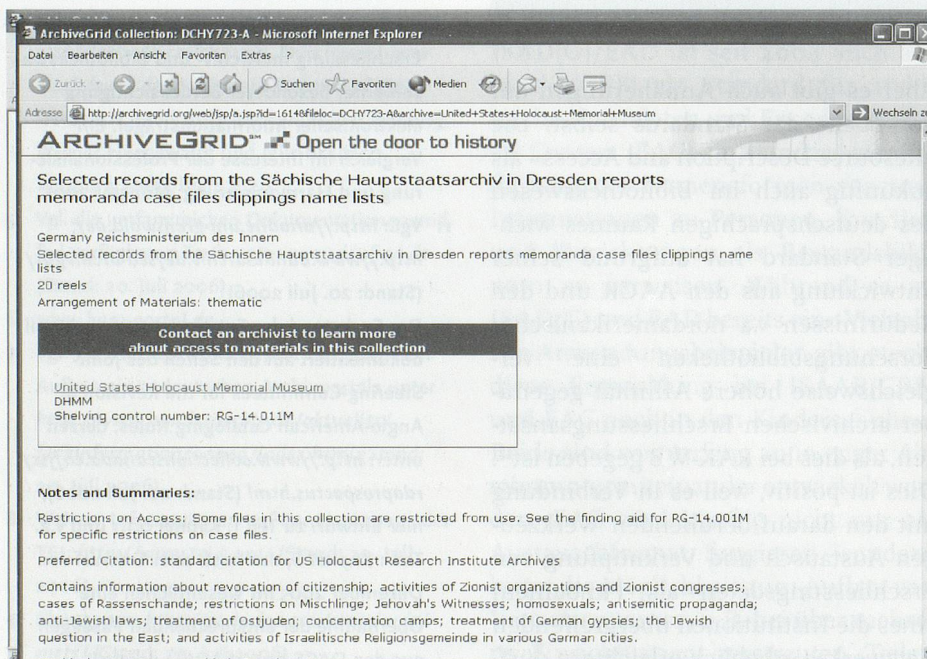 ArchiveGrid Collection: DCHY723-A - Microsoft Internet Explorer
Datei Bearbeiten Ansicht Favoriten Extras ?
Zurück Suchen Favoriten Medien
Adresse http://archivegrid.org/web/jsp/a.jsp?id=1614&fileloc=DCHY723-A&archive=United+States+Holocaust+Memorial+Museum Wechseln zu
ARCHIVEGRID Open the door to history
Selected records from the Sächische Hauptstaatsarchiv in Dresden reports
memoranda case files clippings name lists
Germany Reichsministerium des Innern
Selected records from the Sächische Hauptstaatsarchiv in Dresden reports memoranda case files clippings name
lists
20 reels
Arrangement of Materials: thematic
Contact an archivist to learn more
about access to materials in this collection
United States Holocaust Memorial Museum
DHMM
Shelving control number: RG-14.011M
Notes and Summaries:
Restrictions on Access: Some files in this collection are restricted from use. See the finding aid for RG-14.001M
for specific restrictions on case files.
Preferred Citation: standard citation for US Holocaust Research Institute Archives
Contains information about revocation of citizenship; activities of Zionist organizations and Zionist congresses;
cases of Rassenschande; restrictions on Mischlinge; Jehovah's Witnesses; homosexuals; antisemitic propaganda;
anti-Jewish laws; treatment of Ostjuden; concentration camps; treatment of German gypsies; the Jewish
question in the East; and activities of Israelitische Religionsgemeinde in various German cities.